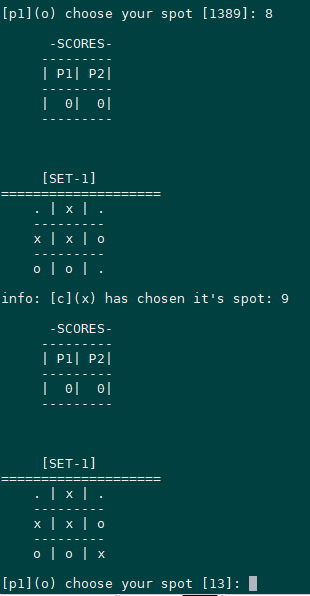 [p1](o) choose your spot [1389]: 8
-SCORES-
---------
| P1| P2|
---------
|  0|  0|
---------
[SET-1]
====================
. | x | .
---------
x | x | o
---------
o | o | .
info: [c](x) has chosen it's spot: 9
-SCORES-
---------
| P1| P2|
---------
|  0|  0|
---------
[SET-1]
====================
. | x | .
---------
x | x | o
---------
o | o | x
[p1](o) choose your spot [13]: